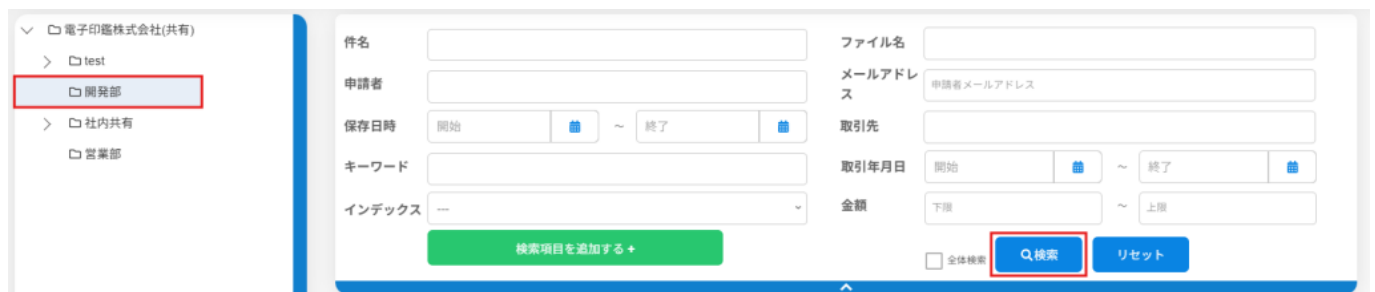 電子印鑑株式会社(共有)
test
開発部
社内共有
営業部
件名
ファイル名
申請者
メールアドレ
ス
申請者メールアドレス
保存日時
開始
~
終了
取引先
キーワード
取引年月日
開始
~
終了
インデックス
---
金額
下限
~
上限
検索項目を追加する +
全体検索
検索
リセット